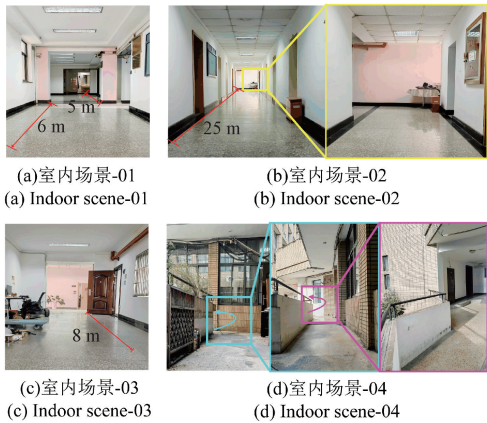 5 m
6 m
25 m
(a)室内场景-01
(a) Indoor scene-01
(b)室内场景-02
(b) Indoor scene-02
8 m
(c)室内场景-03
(c) Indoor scene-03
(d)室内场景-04
(d) Indoor scene-04